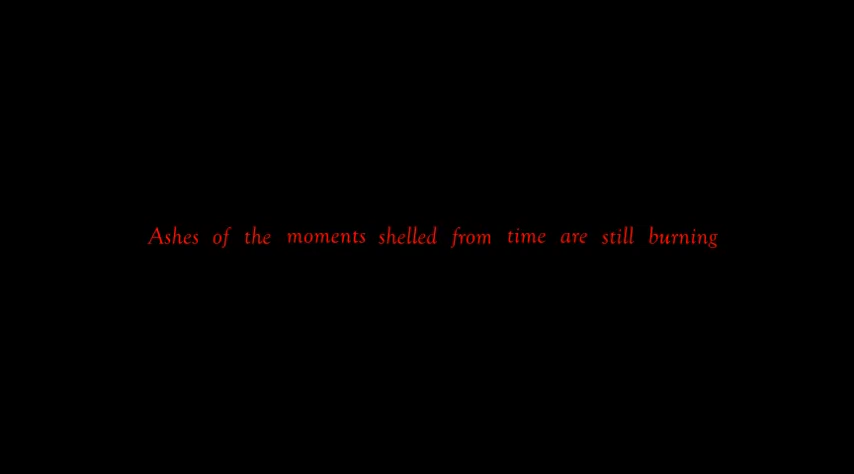 Ashes of the moments shelled from time are still burning